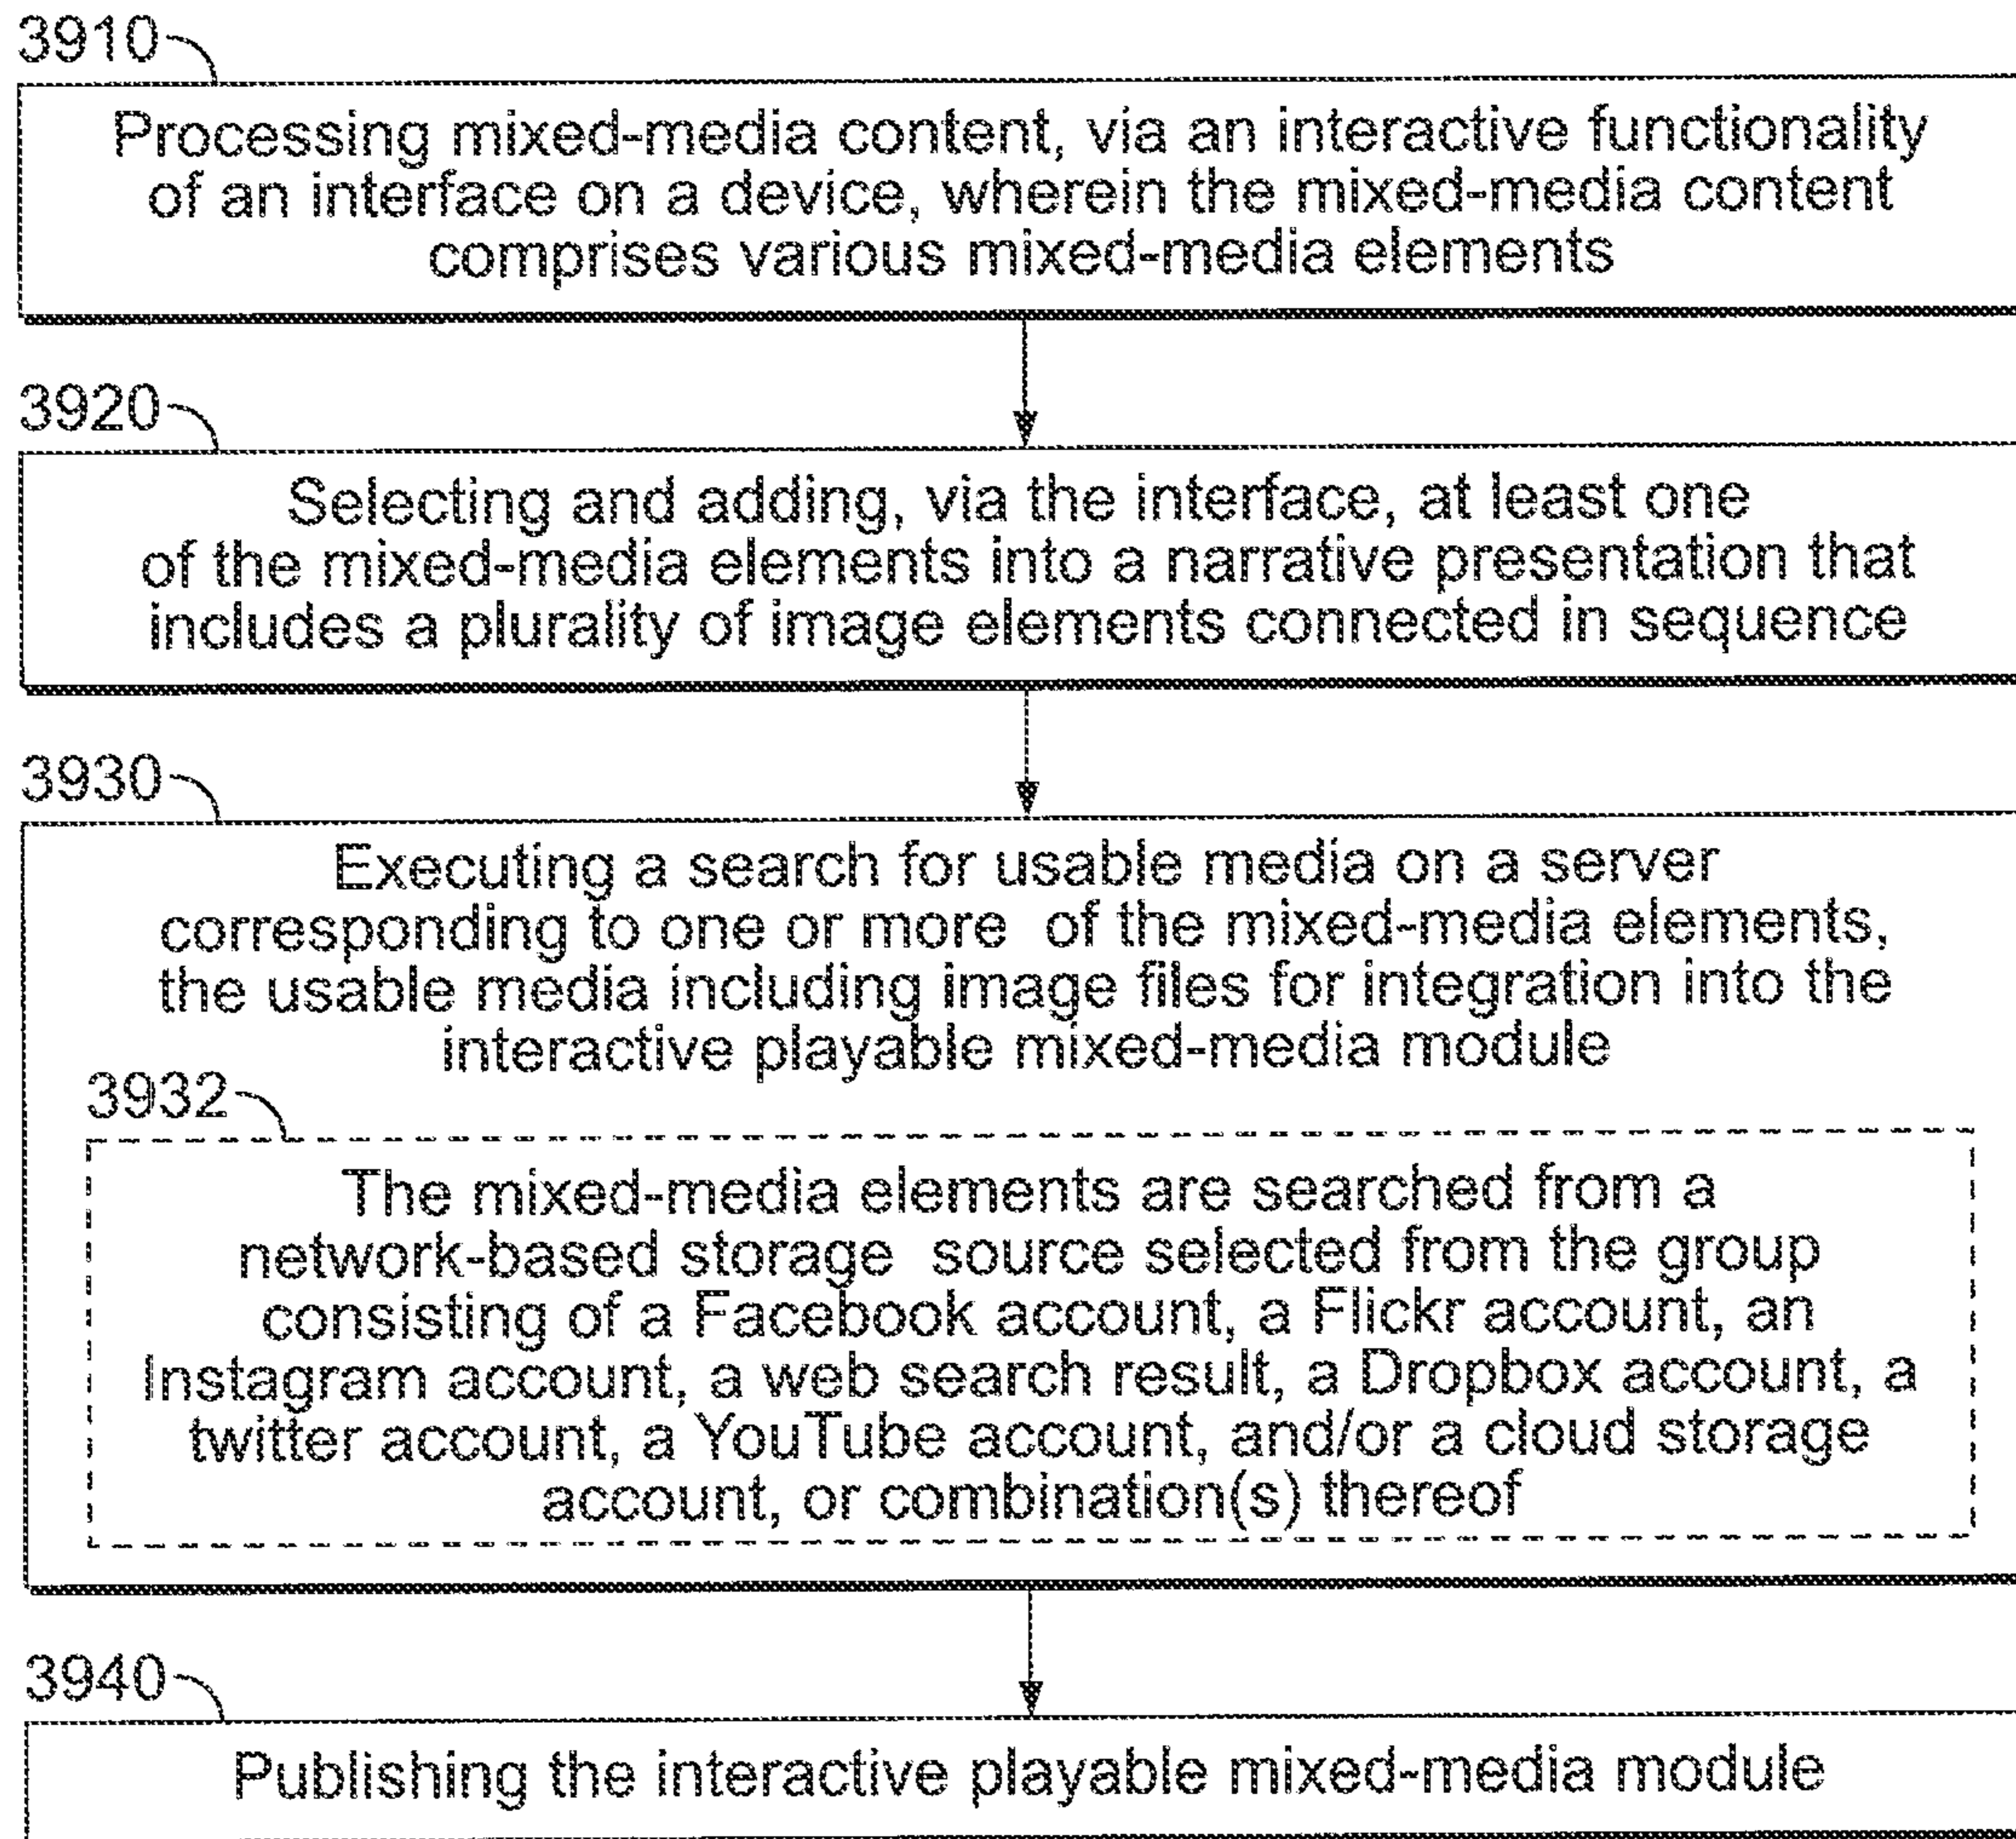 3910
Processing mixed-media content, via an interactive functionality
of an interface on a device, wherein the mixed-media content
comprises various mixed-media elements
3920
Selecting and adding, via the interface, at least one
of the mixed-media elements into a narrative presentation that
includes a plurality of image elements connected in sequence
3930
Executing a search for usable media on a server
corresponding to one or more of the mixed-media elements,
the usable media including image files for integration into the
interactive playable mixed-media module
3932
The mixed-media elements are searched from a
network-based storage source selected from the group
consisting of a Facebook account, a Flickr account, an
Instagram account, a web search result, a Dropbox account, a
twitter account, a YouTube account, and/or a cloud storage
account, or combination(s) thereof
3940
Publishing the interactive playable mixed-media module